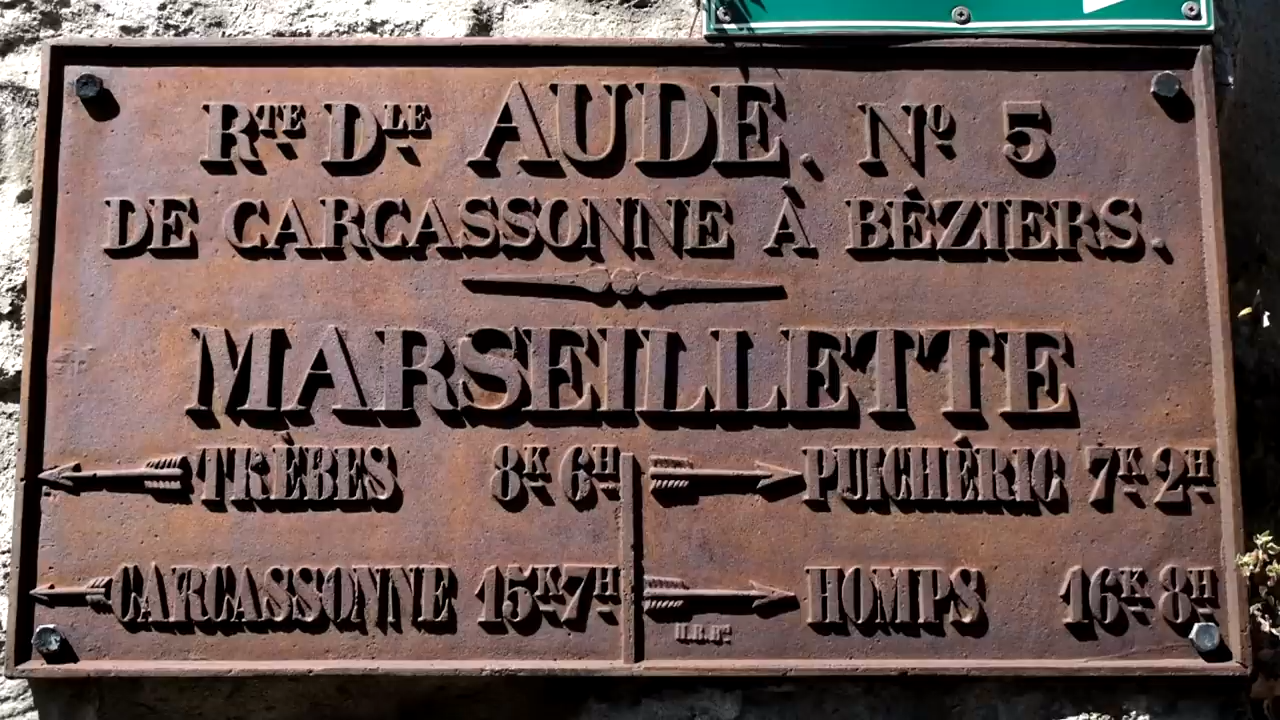 Rte Dle AUDE, No 5
DE CARCASSONNE À BÉZIERS.
MARSEILLETTE
TRÈBES 8K 6H
PUICHÉRIC 7K 2H
CARCASSONNE 15K 7H
HOMPS 16K 8H